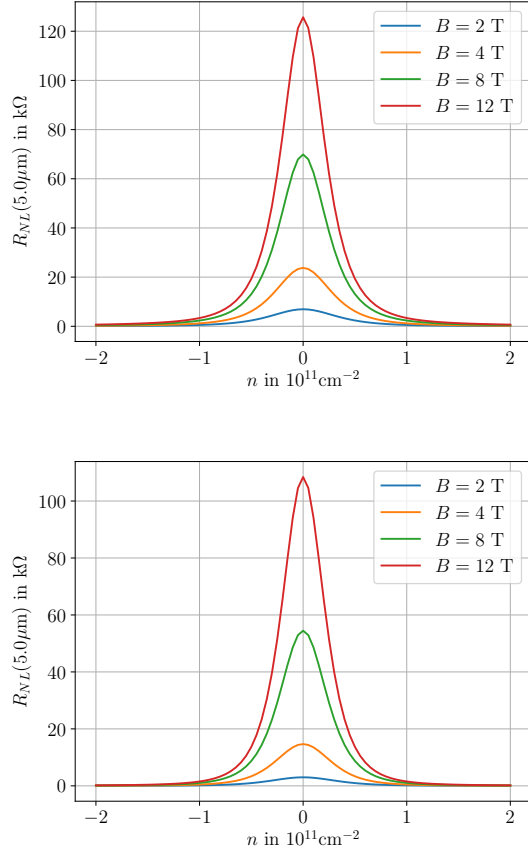 120
100
80
60
40
20
0
R_{NL}(5.0μm) in kΩ
B = 2 T
B = 4 T
B = 8 T
B = 12 T
−2 −1 0 1 2
n in 10^{11}cm^{−2}
100
80
60
40
20
0
R_{NL}(5.0μm) in kΩ
B = 2 T
B = 4 T
B = 8 T
B = 12 T
−2 −1 0 1 2
n in 10^{11}cm^{−2}